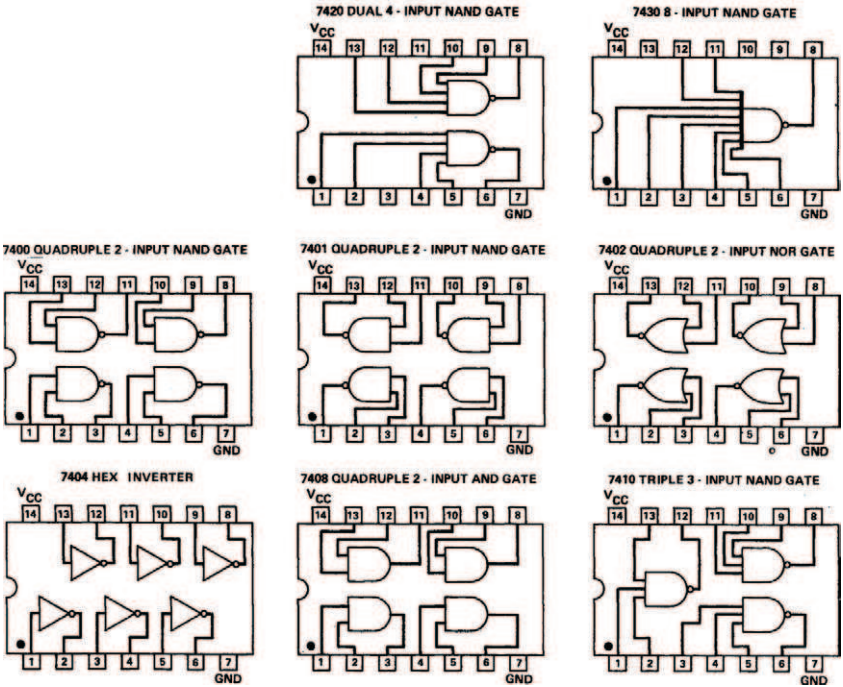 7420 DUAL 4 - INPUT NAND GATE
VCC
14 13 12 11 10 9 8
1 2 3 4 5 6 7
GND
7430 8 - INPUT NAND GATE
VCC
14 13 12 11 10 9 8
1 2 3 4 5 6 7
GND
7400 QUADRUPLE 2 - INPUT NAND GATE
VCC
14 13 12 11 10 9 8
1 2 3 4 5 6 7
GND
7401 QUADRUPLE 2 - INPUT NAND GATE
14 13 12 11 10 9 8
1 2 3 4 5 6 7
GND
7402 QUADRUPLE 2 - INPUT NOR GATE
VCC
14 13 12 11 10 9 8
1 2 3 4 5 6 7
GND
7404 HEX INVERTER
VCC
14 13 12 11 10 9 8
1 2 3 4 5 6 7
GND
7408 QUADRUPLE 2 - INPUT AND GATE
VCC
14 13 12 11 10 9 8
1 2 3 4 5 6 7
GND
7410 TRIPLE 3 - INPUT NAND GATE
VCC
14 13 12 11 10 9 8
1 2 3 4 5 6 7
GND